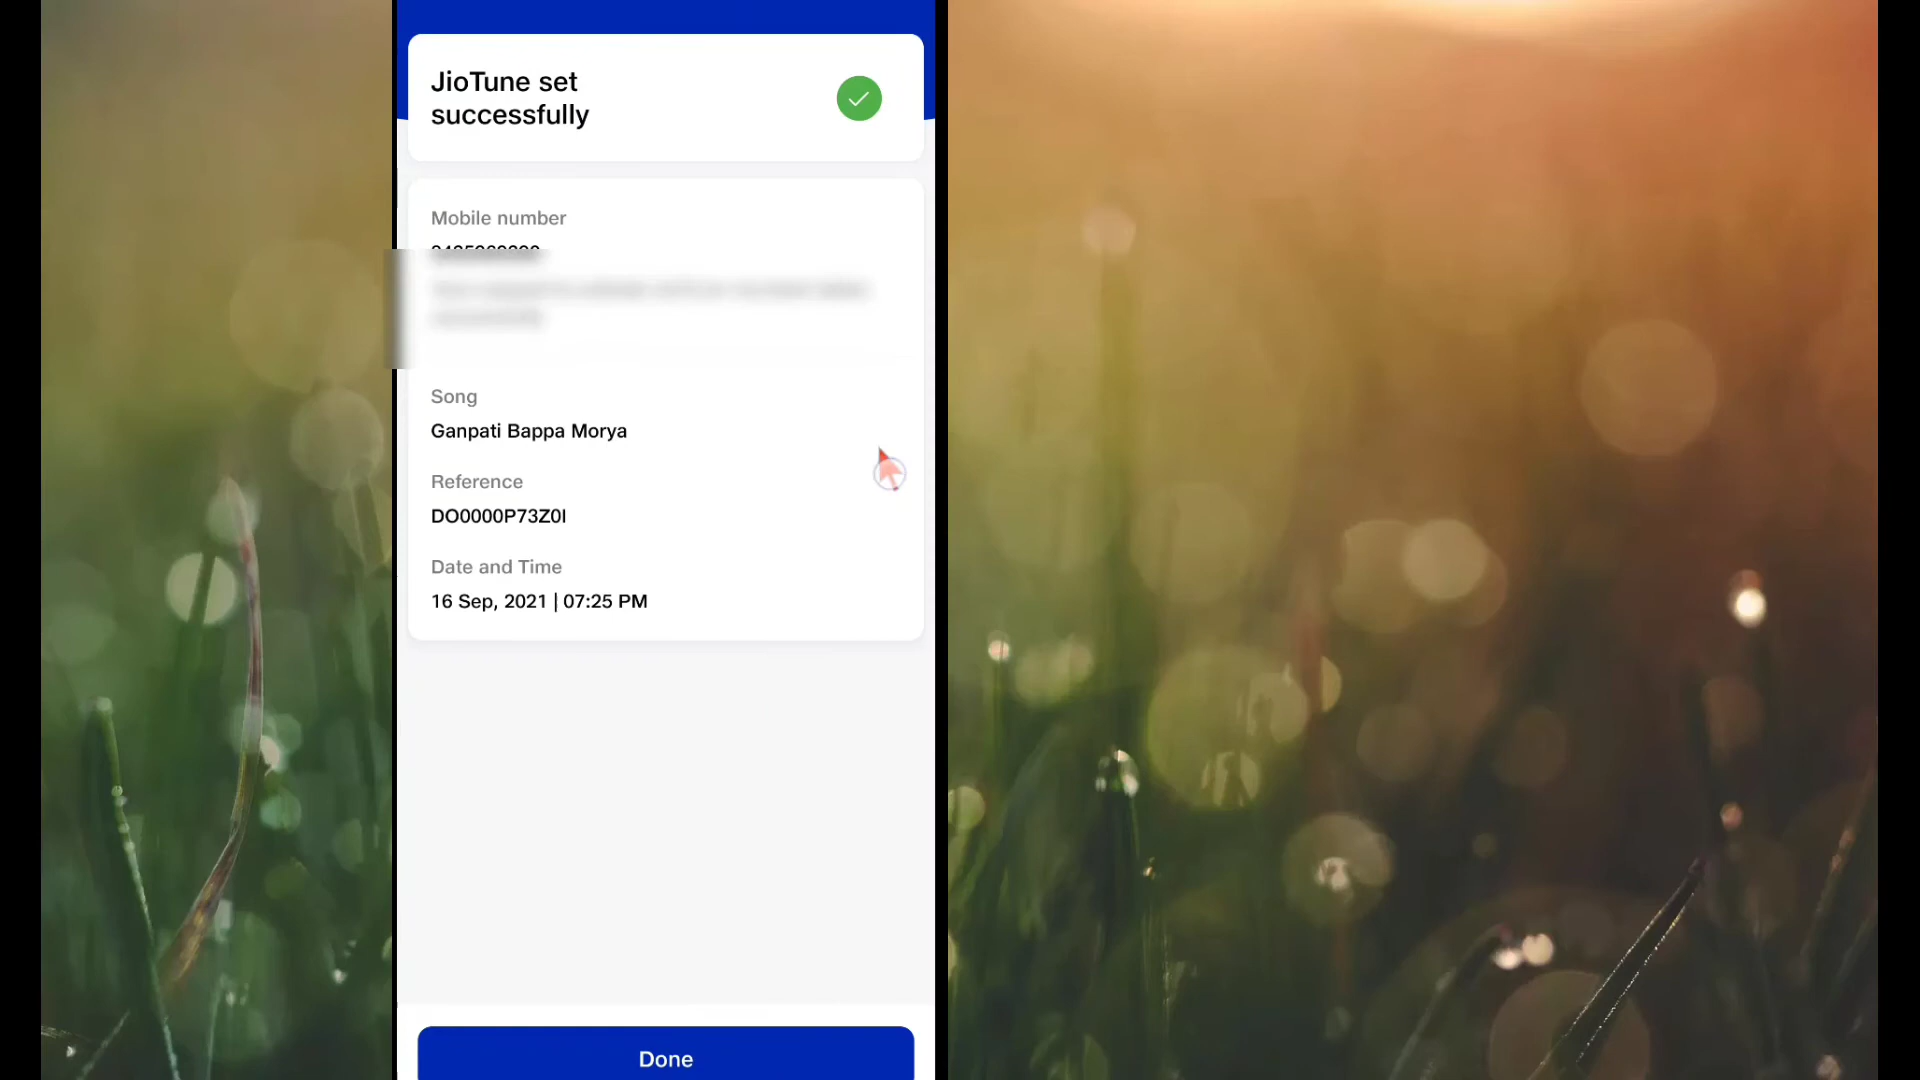 JioTune set
successfully
Mobile number
Song
Ganpati Bappa Morya
Reference
DO0000P73Z0I
Date and Time
16 Sep, 2021 | 07:25 PM
Done